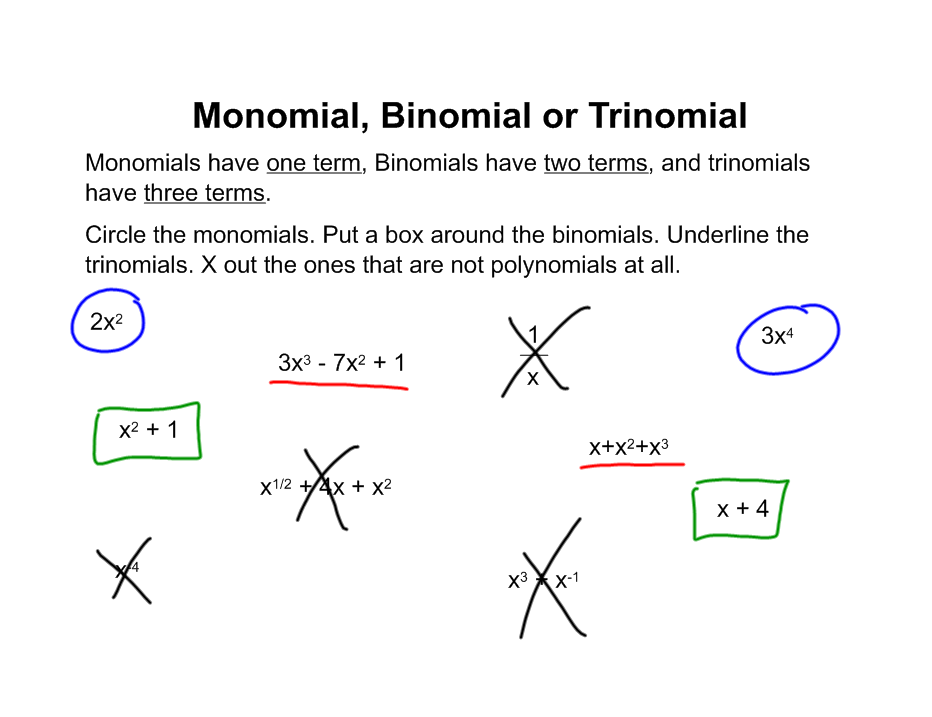 Monomial, Binomial or Trinomial
Monomials have one term, Binomials have two terms, and trinomials
have three terms.
Circle the monomials. Put a box around the binomials. Underline the
trinomials. X out the ones that are not polynomials at all.
2x²
1
x
3x⁴
3x³ - 7x² + 1
x² + 1
x+x²+x³
x^1/2 + 4x + x²
x + 4
x⁻⁴
x³ + x⁻¹